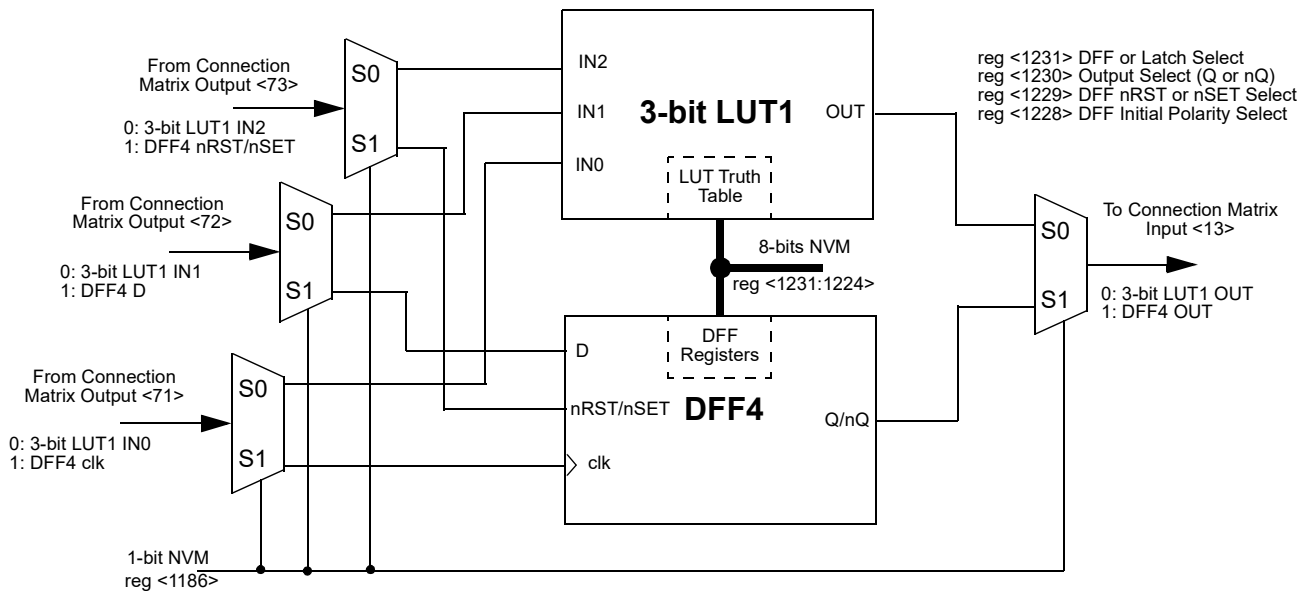 From Connection
Matrix Output <73>
0: 3-bit LUT1 IN2
1: DFF4 nRST/nSET
S0
S1
From Connection
Matrix Output <72>
0: 3-bit LUT1 IN1
1: DFF4 D
S0
S1
From Connection
Matrix Output <71>
0: 3-bit LUT1 IN0
1: DFF4 clk
S0
S1
1-bit NVM
reg <1186>
IN2
IN1
IN0
3-bit LUT1
OUT
LUT Truth
Table
8-bits NVM
reg <1231:1224>
DFF
Registers
D
nRST/nSET
DFF4
Q/nQ
clk
reg <1231> DFF or Latch Select
reg <1230> Output Select (Q or nQ)
reg <1229> DFF nRST or nSET Select
reg <1228> DFF Initial Polarity Select
S0
S1
To Connection Matrix
Input <13>
0: 3-bit LUT1 OUT
1: DFF4 OUT